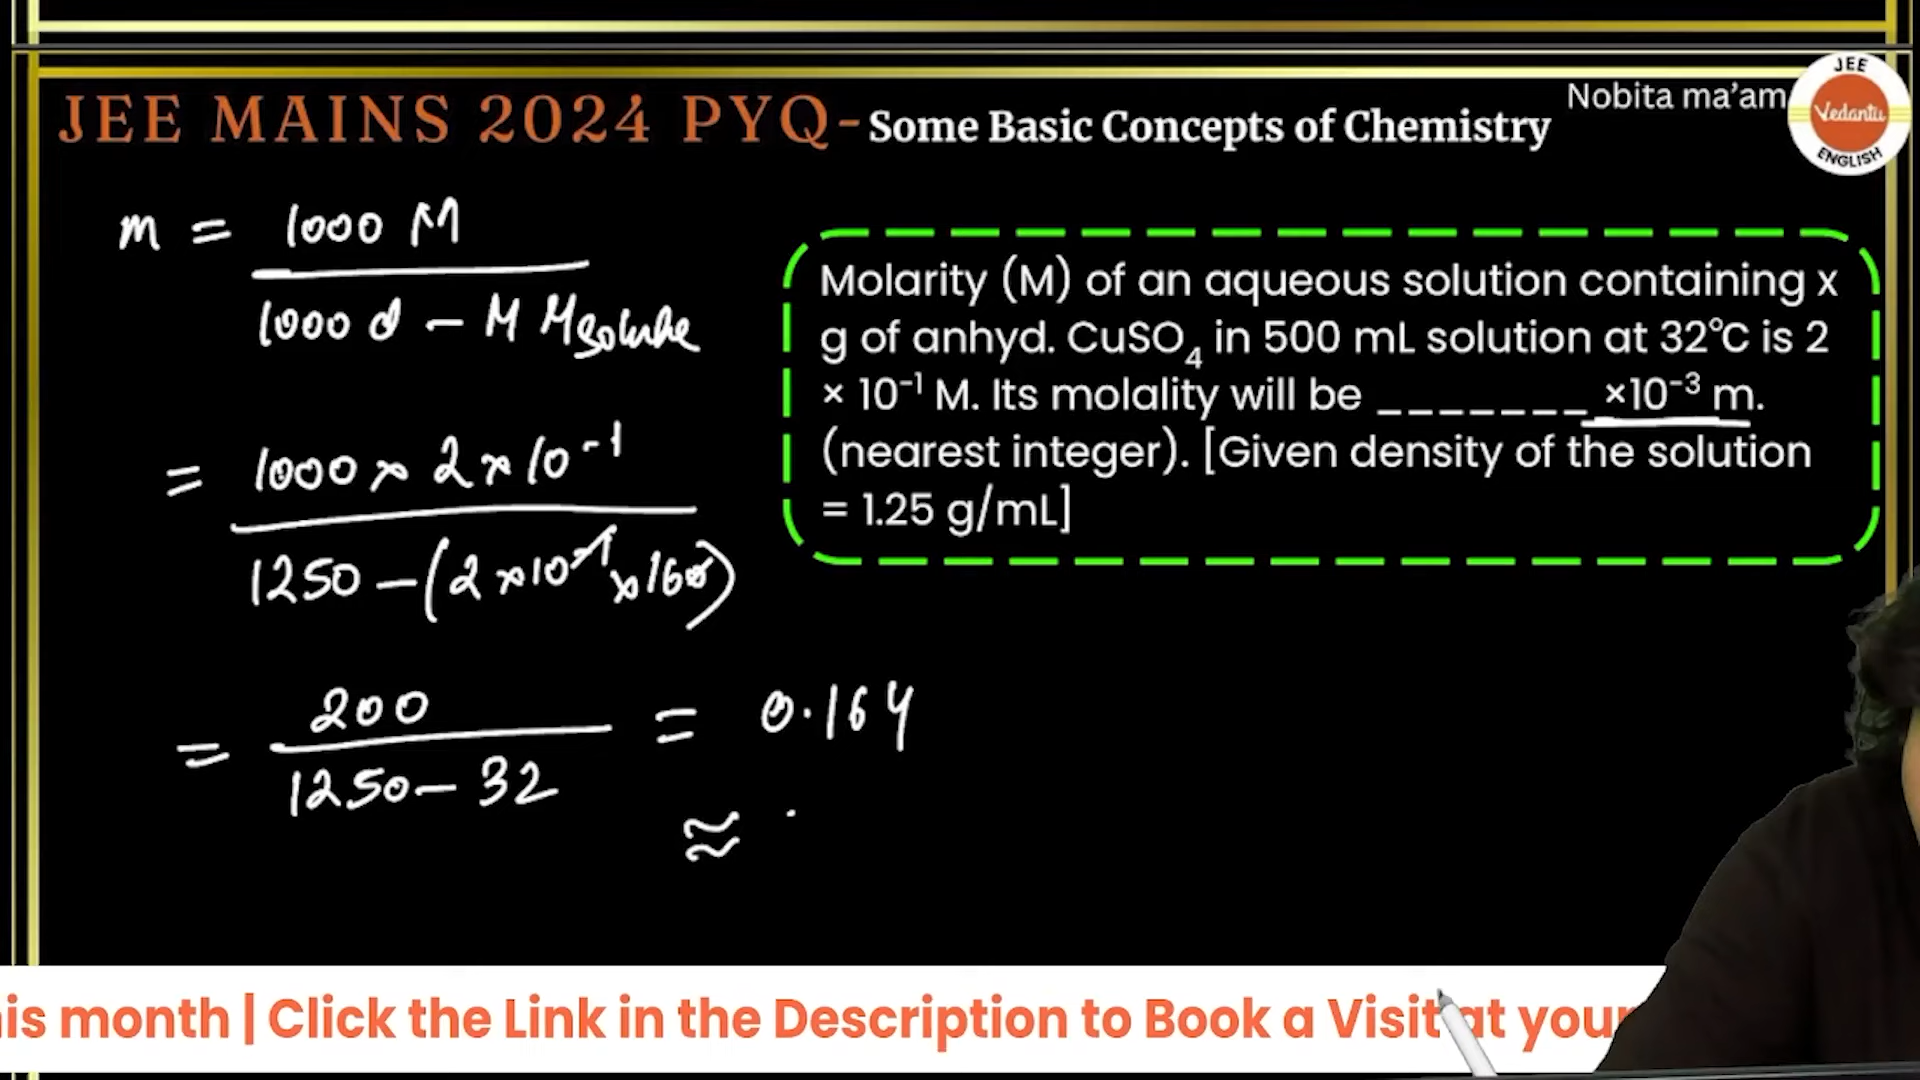 JEE MAINS 2024 PYQ- Some Basic Concepts of Chemistry
Nobita ma'am
JEE
Vedantu
ENGLISH
m = 1000 M
1000 d - M Msolute
= 1000 × 2 × 10⁻¹
1250 - (2 × 10⁻¹ × 160)
= 200 = 0.164
1250 - 32
≈
Molarity (M) of an aqueous solution containing x
g of anhyd. CuSO₄ in 500 mL solution at 32°C is 2
× 10⁻¹ M. Its molality will be _______ ×10⁻³ m.
(nearest integer). [Given density of the solution
= 1.25 g/mL]
is month | Click the Link in the Description to Book a Visit at your